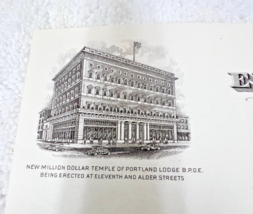 NEW MILLION DOLLAR TEMPLE OF PORTLAND LODGE B.P.O.E.
BEING ERECTED AT ELEVENTH AND ALDER STREETS